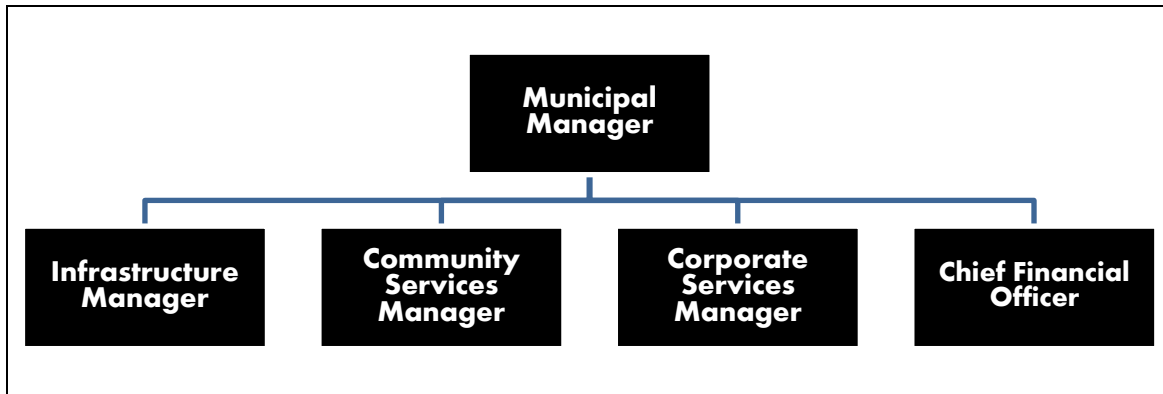 Municipal
Manager
Infrastructure
Manager
Community
Services
Manager
Corporate
Services
Manager
Chief Financial
Officer